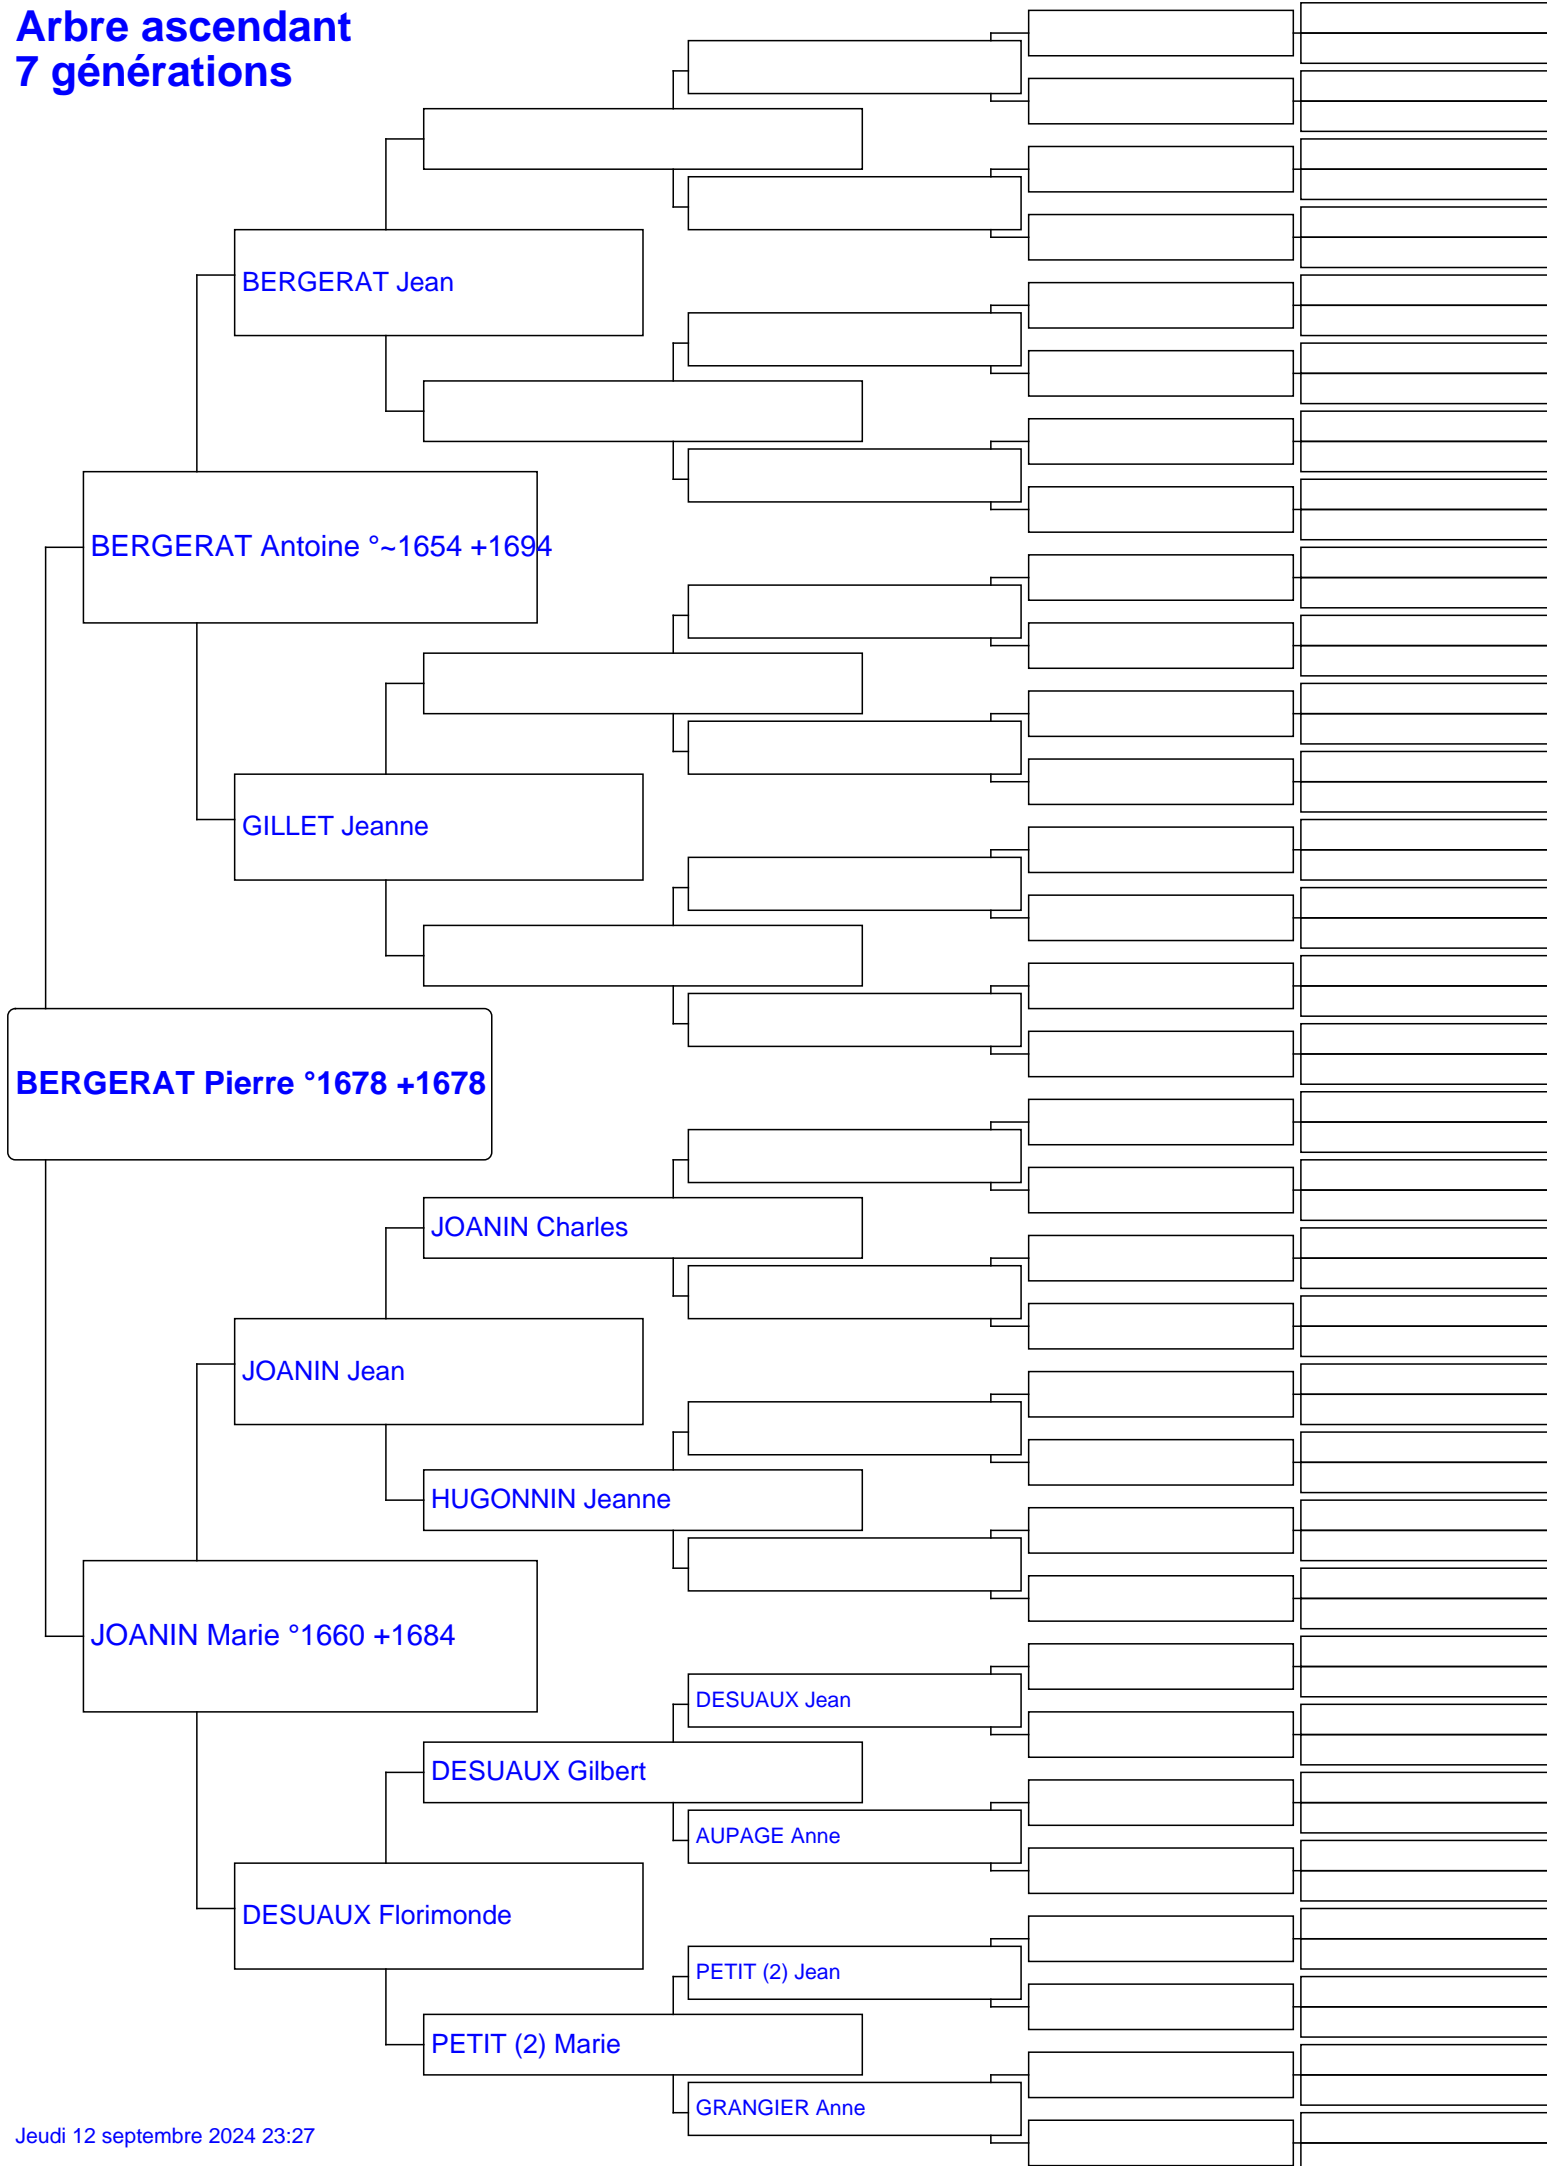 Arbre ascendant
7 générations
BERGERAT Jean
BERGERAT Antoine °~1654 +1694
GILLET Jeanne
BERGERAT Pierre °1678 +1678
JOANIN Charles
JOANIN Jean
HUGONNIN Jeanne
JOANIN Marie °1660 +1684
DESUAUX Jean
DESUAUX Gilbert
AUPAGE Anne
DESUAUX Florimonde
PETIT (2) Jean
PETIT (2) Marie
GRANGIER Anne
Jeudi 12 septembre 2024 23:27